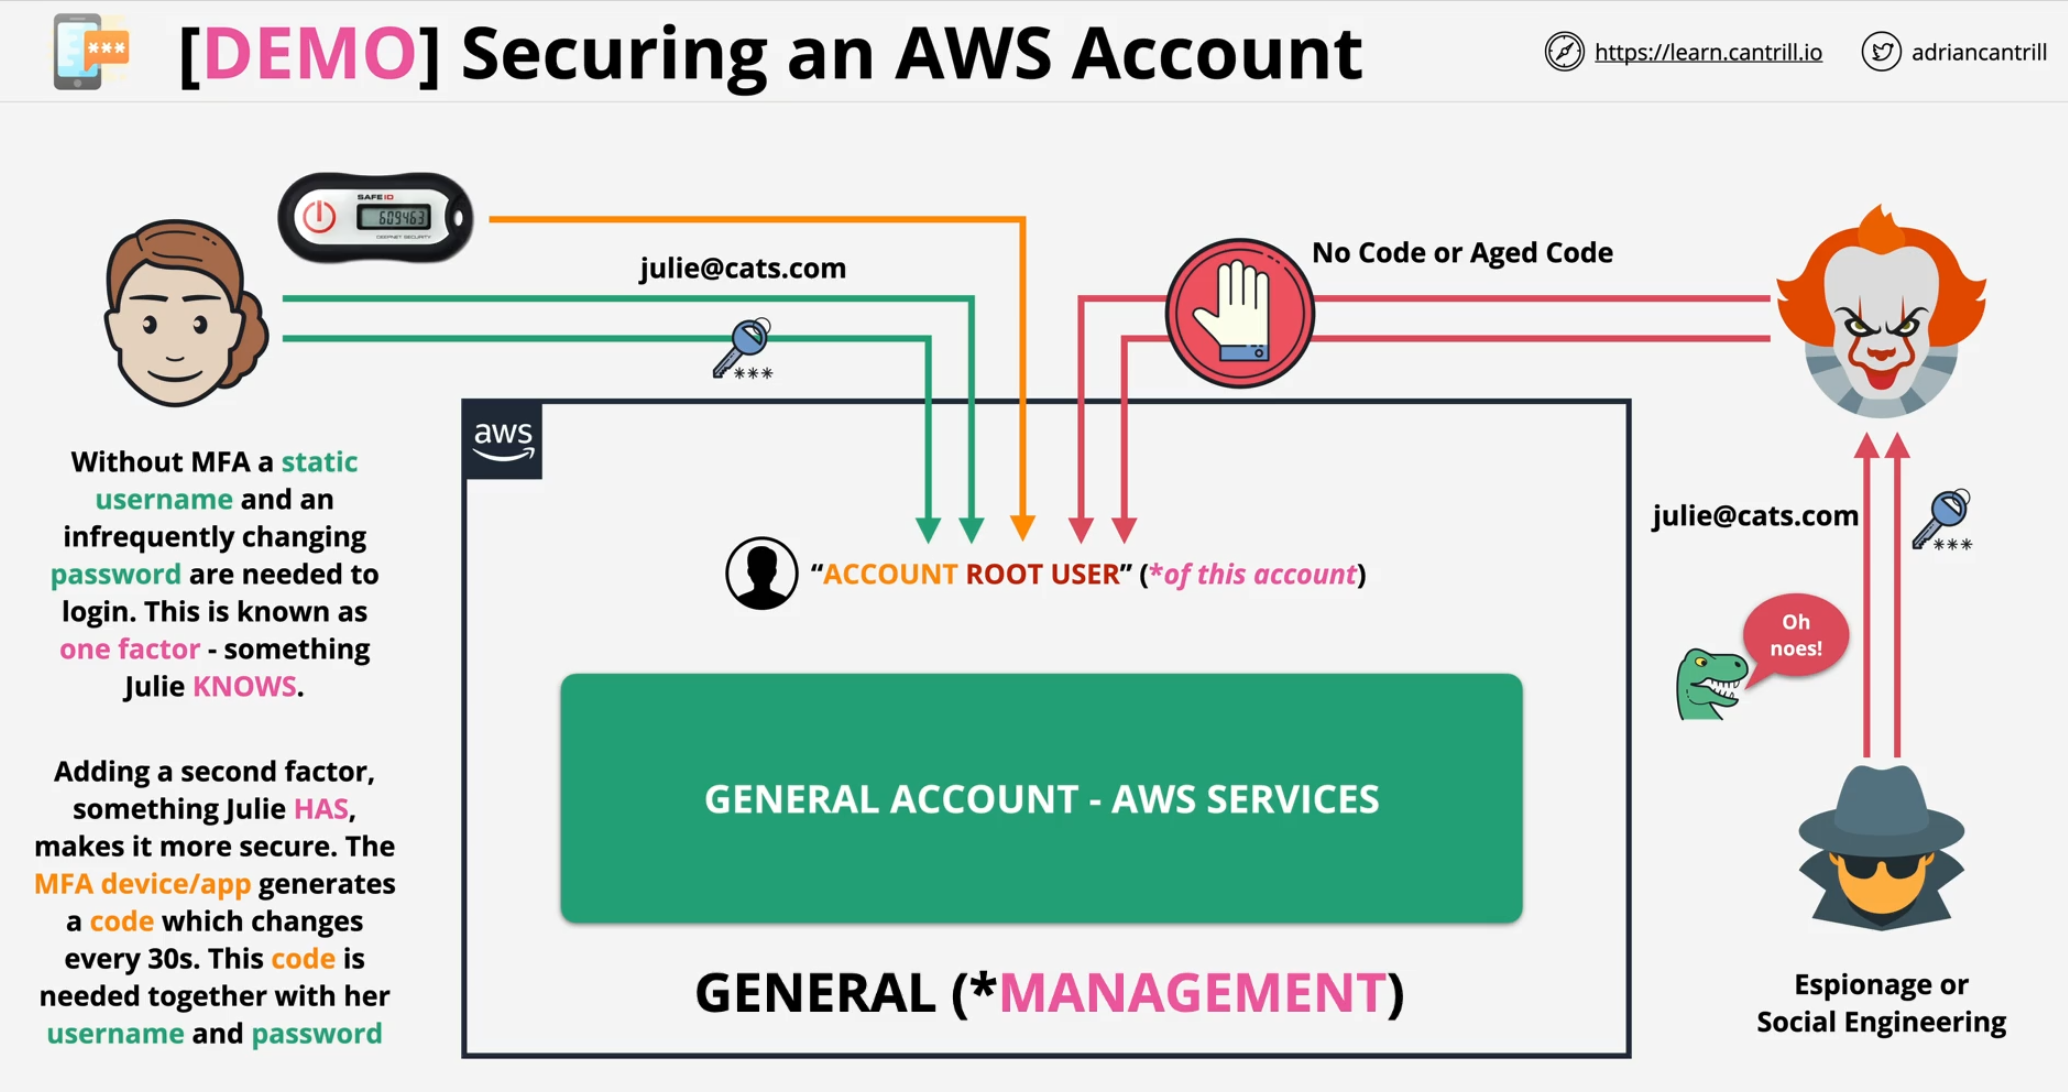 ***
[DEMO] Securing an AWS Account
https://learn.cantrill.io
adriancantrill
SAFE ID
609463
DEEPNET SECURITY
julie@cats.com
***
No Code or Aged Code
aws
Without MFA a static
username and an
infrequently changing
password are needed to
login. This is known as
one factor - something
Julie KNOWS.
Adding a second factor,
something Julie HAS,
makes it more secure. The
MFA device/app generates
a code which changes
every 30s. This code is
needed together with her
username and password
“ACCOUNT ROOT USER” (*of this account)
GENERAL ACCOUNT - AWS SERVICES
GENERAL (*MANAGEMENT)
julie@cats.com
***
Oh
noes!
Espionage or
Social Engineering